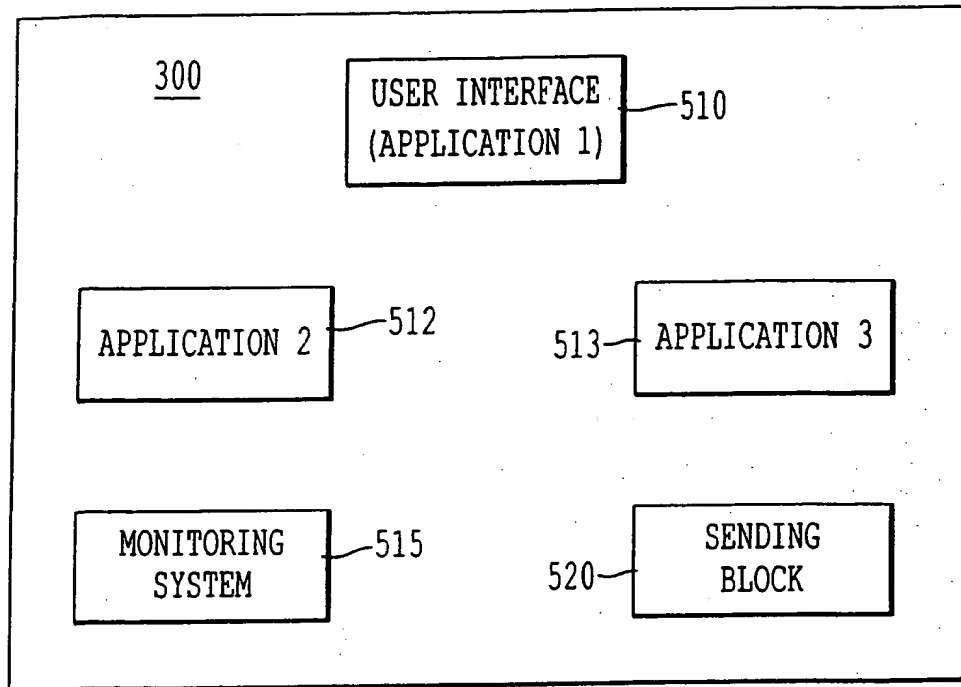 300
USER INTERFACE
(APPLICATION 1)
510
APPLICATION 2
512
513
APPLICATION 3
MONITORING
SYSTEM
515
520
SENDING
BLOCK